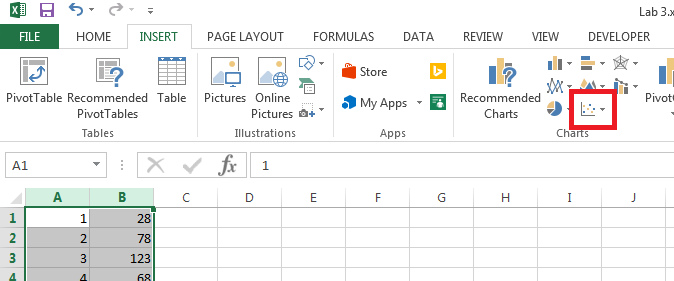 Lab 3.x
FILE HOME INSERT PAGE LAYOUT FORMULAS DATA REVIEW VIEW DEVELOPER
PivotTable Recommended PivotTables Table
Pictures Online Pictures
Store
My Apps
Recommended Charts
PivotC
Tables Illustrations Apps Charts
A1 fx 1
A B C D E F G H I J
1 1 28
2 2 78
3 3 123
4 4 68